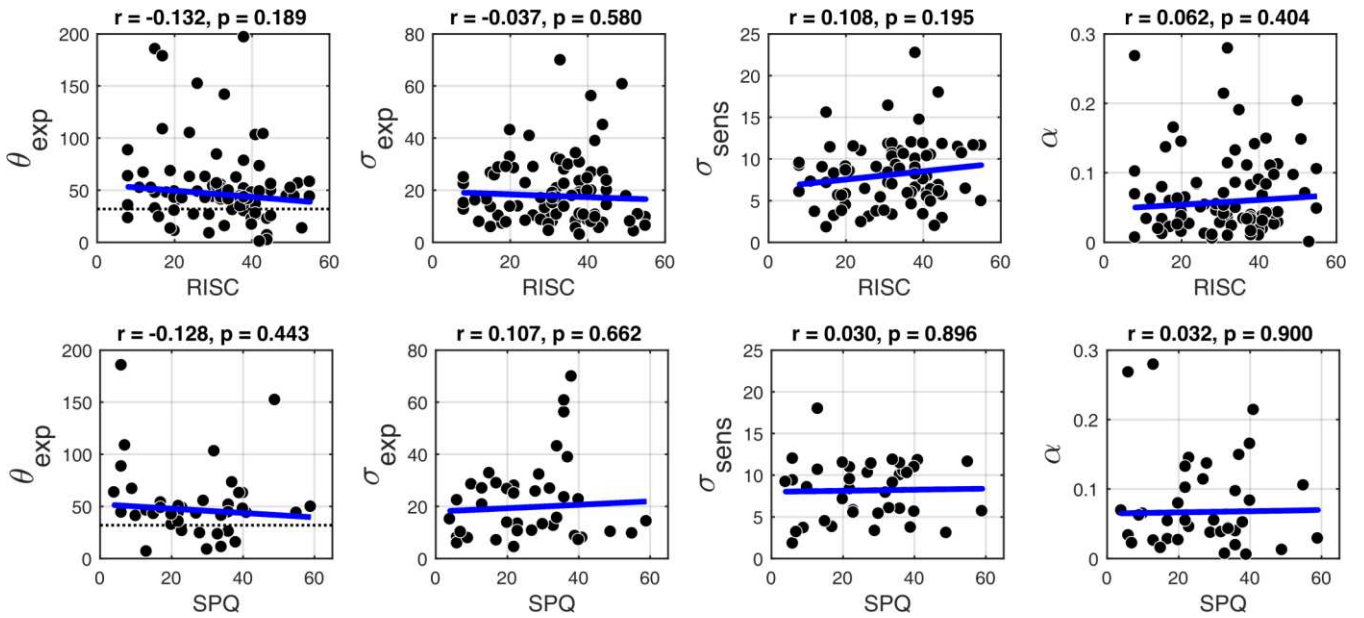 r = -0.132, p = 0.189
200
150
100
50
0
θexp
0 20 40 60
RISC
r = -0.037, p = 0.580
80
60
40
20
0
σexp
0 20 40 60
RISC
r = 0.108, p = 0.195
25
20
15
10
5
0
σsens
0 20 40 60
RISC
r = 0.062, p = 0.404
0.3
0.2
0.1
0
α
0 20 40 60
RISC
r = -0.128, p = 0.443
200
150
100
50
0
θexp
0 20 40 60
SPQ
r = 0.107, p = 0.662
80
60
40
20
0
σexp
0 20 40 60
SPQ
r = 0.030, p = 0.896
25
20
15
10
5
0
σsens
0 20 40 60
SPQ
r = 0.032, p = 0.900
0.3
0.2
0.1
0
α
0 20 40 60
SPQ